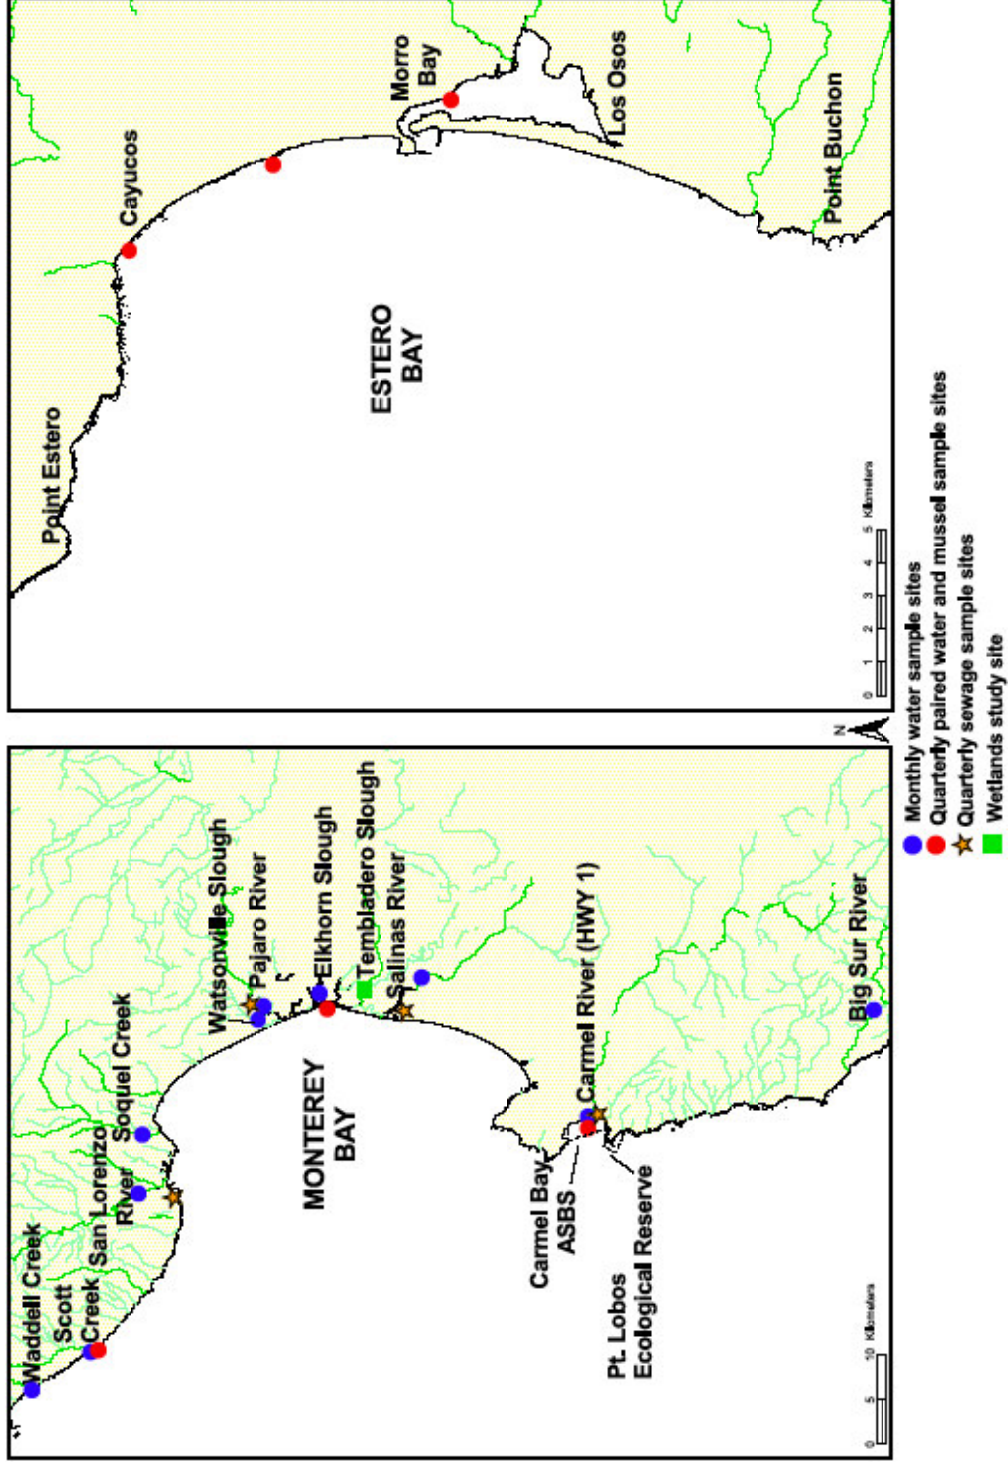 Waddell Creek
Scott
Creek
San Lorenzo
River
Soquel Creek
Watsonville Slough
Pajaro River
Elkhorn Slough
Tembladero Slough
Salinas River
MONTEREY
BAY
Carmel River (HWY 1)
Carmel Bay
ASBS
Pt. Lobos
Ecological Reserve
Big Sur River
0 5 10 Kilometers
Point Estero
Cayucos
Morro
Bay
Los Osos
ESTERO
BAY
Point Buchon
0 1 2 3 4 5 Kilometers
N
Monthly water sample sites
Quarterly paired water and mussel sample sites
Quarterly sewage sample sites
Wetlands study site